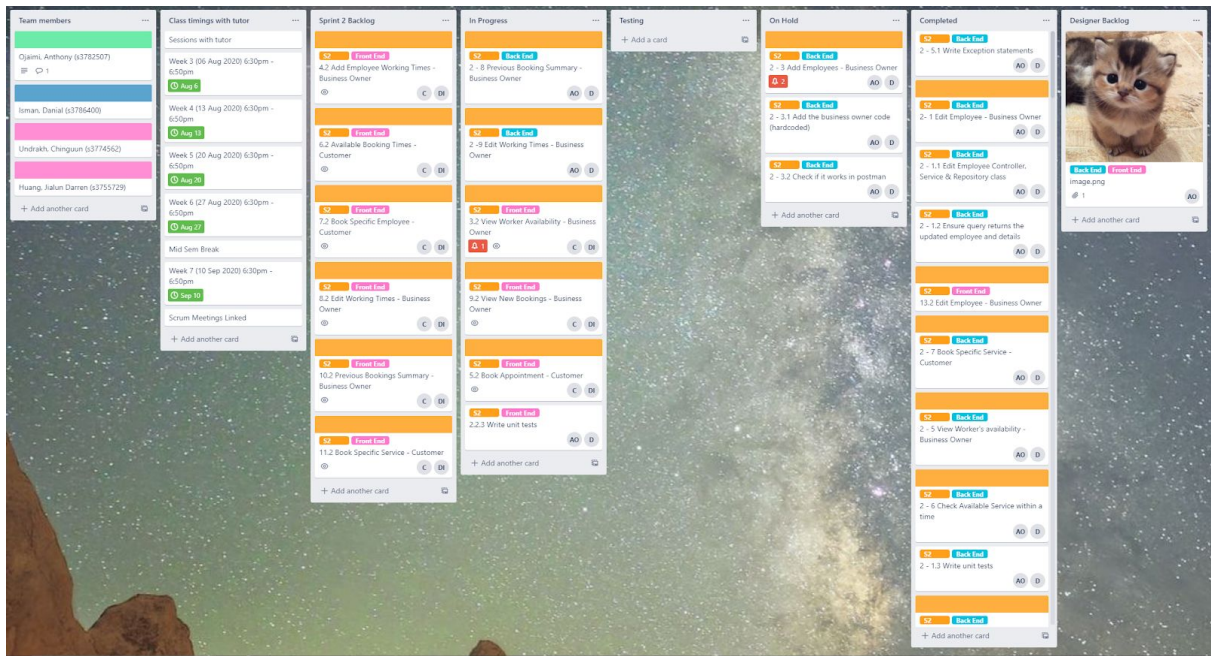 Team members
Ojaimi, Anthony (s3782507)
1
Isman, Danial (s3786400)
Undrakh, Chinguun (s3774562)
Huang, Jialun Darren (s3755729)
+ Add another card
Class timings with tutor
Sessions with tutor
Week 3 (06 Aug 2020) 6:30pm -
6:50pm
Aug 6
Week 4 (13 Aug 2020) 6:30pm -
6:50pm
Aug 13
Week 5 (20 Aug 2020) 6:30pm -
6:50pm
Aug 20
Week 6 (27 Aug 2020) 6:30pm -
6:50pm
Aug 27
Mid Sem Break
Week 7 (10 Sep 2020) 6:30pm -
6:50pm
Sep 10
Scrum Meetings Linked
+ Add another card
Sprint 2 Backlog
S2 Front End
4.2 Add Employee Working Times -
Business Owner
C DI
S2 Front End
6.2 Available Booking Times -
Customer
C DI
S2 Front End
7.2 Book Specific Employee -
Customer
C DI
S2 Front End
8.2 Edit Working Times - Business
Owner
C DI
S2 Front End
10.2 Previous Bookings Summary -
Business Owner
C DI
S2 Front End
11.2 Book Specific Service - Customer
C DI
+ Add another card
In Progress
S2 Back End
2 - 8 Previous Booking Summary -
Business Owner
AO D
S2 Back End
2 -9 Edit Working Times - Business
Owner
AO D
S2 Front End
3.2 View Worker Availability - Business
Owner
1 C DI
S2 Front End
9.2 View New Bookings - Business
Owner
C DI
S2 Front End
5.2 Book Appointment - Customer
C DI
S2 Front End
2.2.3 Write unit tests
AO D
+ Add another card
Testing
+ Add a card
On Hold
S2 Back End
2 - 3 Add Employees - Business Owner
2 AO D
S2 Back End
2 - 3.1 Add the business owner code
(hardcoded)
AO D
S2 Back End
2 - 3.2 Check if it works in postman
AO D
+ Add another card
Completed
S2 Back End
2 - 5.1 Write Exception statements
AO D
S2 Back End
2- 1 Edit Employee - Business Owner
AO D
S2 Back End
2 - 1.1 Edit Employee Controller,
Service & Repository class
AO D
S2 Back End
2 - 1.2 Ensure query returns the
updated employee and details
AO D
S2 Front End
13.2 Edit Employee - Business Owner
S2 Back End
2 - 7 Book Specific Service -
Customer
AO D
S2 Back End
2 - 5 View Worker's availability -
Business Owner
AO D
S2 Back End
2 - 6 Check Available Service within a
time
AO D
S2 Back End
2 - 1.3 Write unit tests
AO D
S2 Back End
+ Add another card
Designer Backlog
Back End Front End
image.png
1 AO
+ Add another card